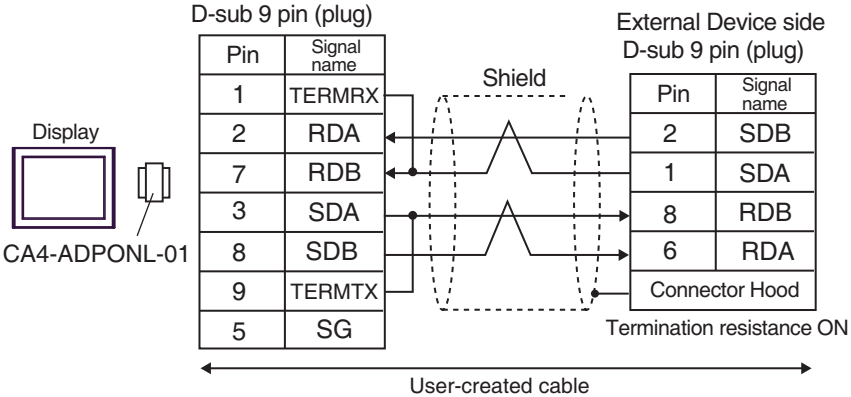 D-sub 9 pin (plug)
External Device side
D-sub 9 pin (plug)
Pin Signal name
1 TERMRX
2 RDA
7 RDB
3 SDA
8 SDB
9 TERMTX
5 SG
Shield
Pin Signal name
2 SDB
1 SDA
8 RDB
6 RDA
Connector Hood
Termination resistance ON
Display
CA4-ADPONL-01
User-created cable